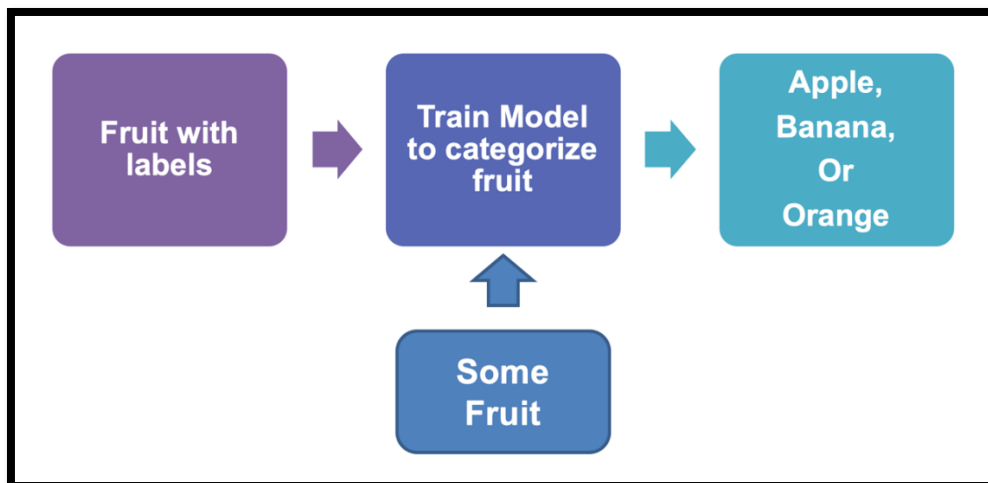 Fruit with
labels
Train Model
to categorize
fruit
Apple,
Banana,
Or
Orange
Some
Fruit